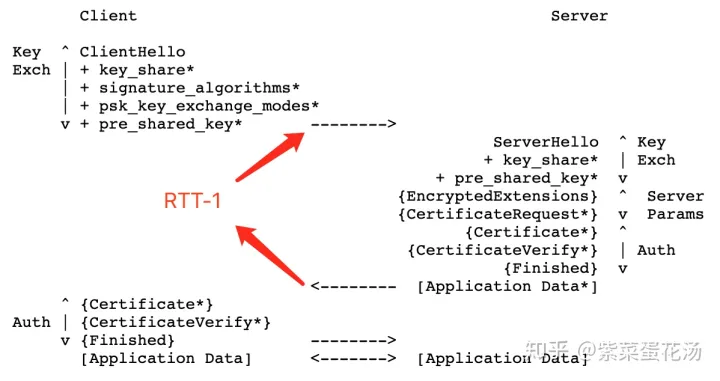 Client Server
Key ^ ClientHello
Exch | + key_share*
| + signature_algorithms*
| + psk_key_exchange_modes*
v + pre_shared_key* -------->
ServerHello ^ Key
+ key_share* | Exch
+ pre_shared_key* v
RTT-1
{EncryptedExtensions} ^ Server
{CertificateRequest*} v Params
{Certificate*} ^
{CertificateVerify*} | Auth
{Finished} v
<-------- [Application Data*]
^ {Certificate*}
Auth | {CertificateVerify*}
v {Finished} -------->
[Application Data] <-------> [Application Data]
知乎 @紫菜蛋花汤